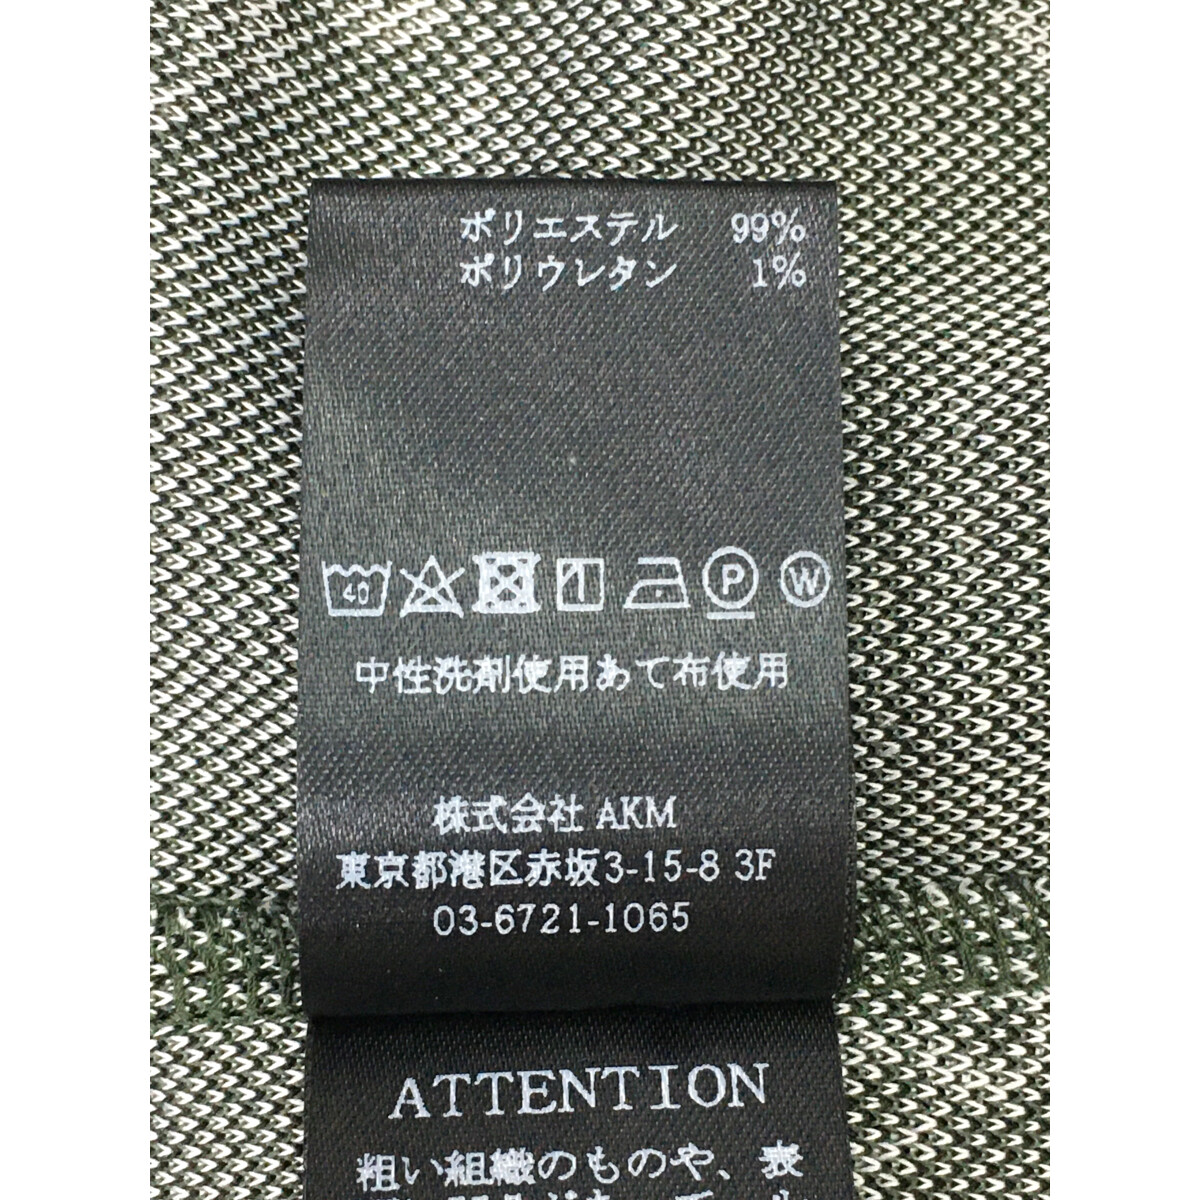 ポリエステル 99%
ポリウレタン 1%
40 P W
中性洗剤使用あて布使用
株式会社 AKM
東京都港区赤坂3-15-8 3F
03-6721-1065
ATTENTION
粗い組織のものや、表